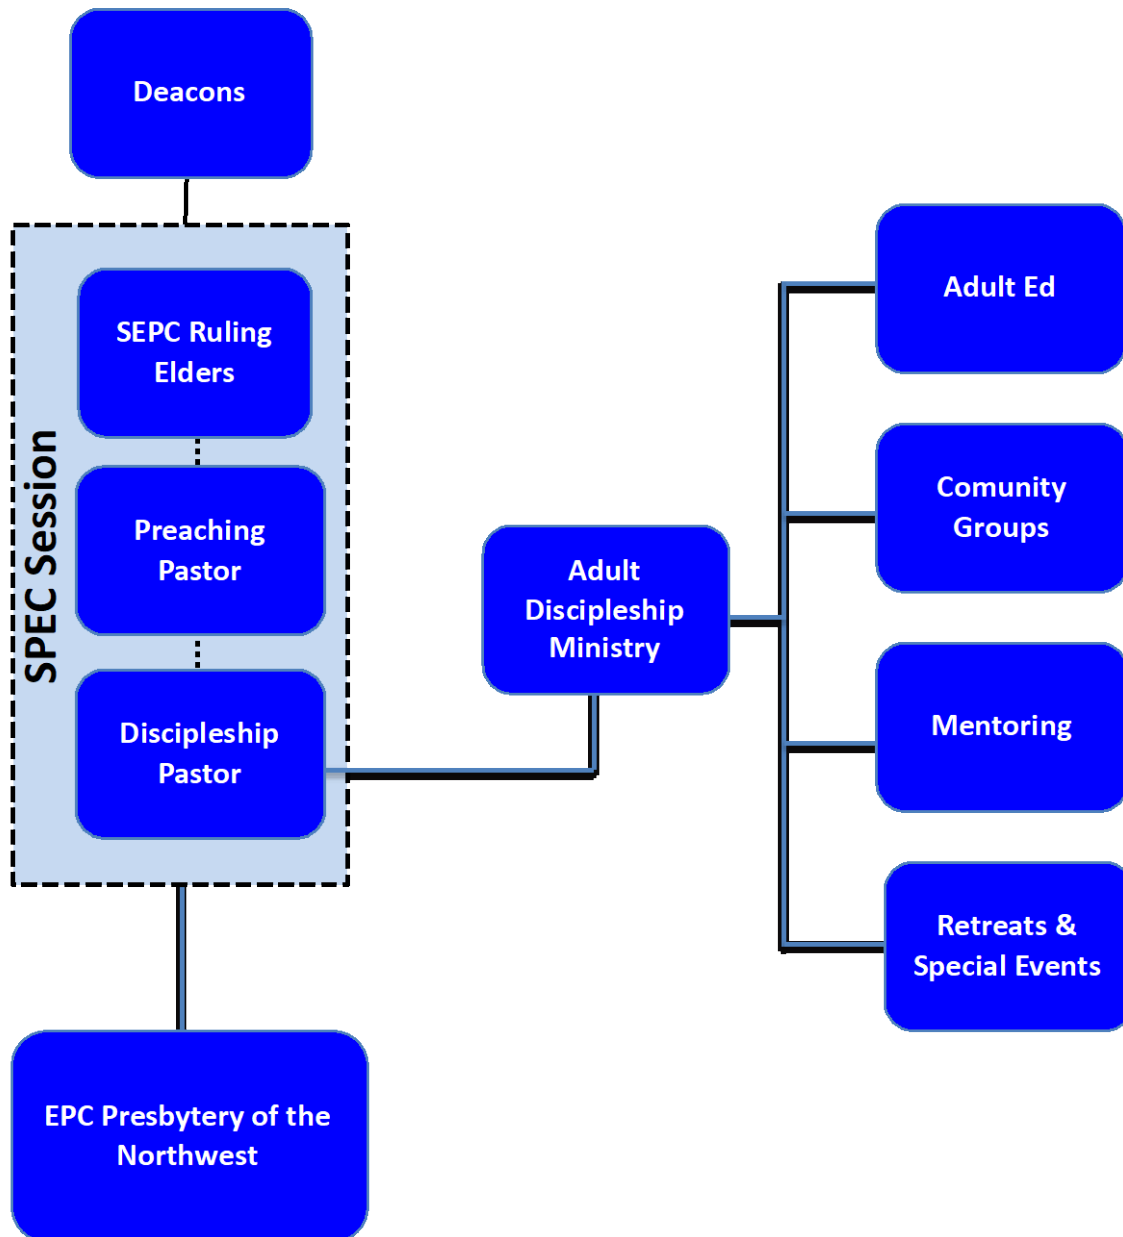 Deacons
SPEC Session
SEPC Ruling
Elders
Preaching
Pastor
Discipleship
Pastor
EPC Presbytery of the
Northwest
Adult
Discipleship
Ministry
Adult Ed
Comunity
Groups
Mentoring
Retreats &
Special Events